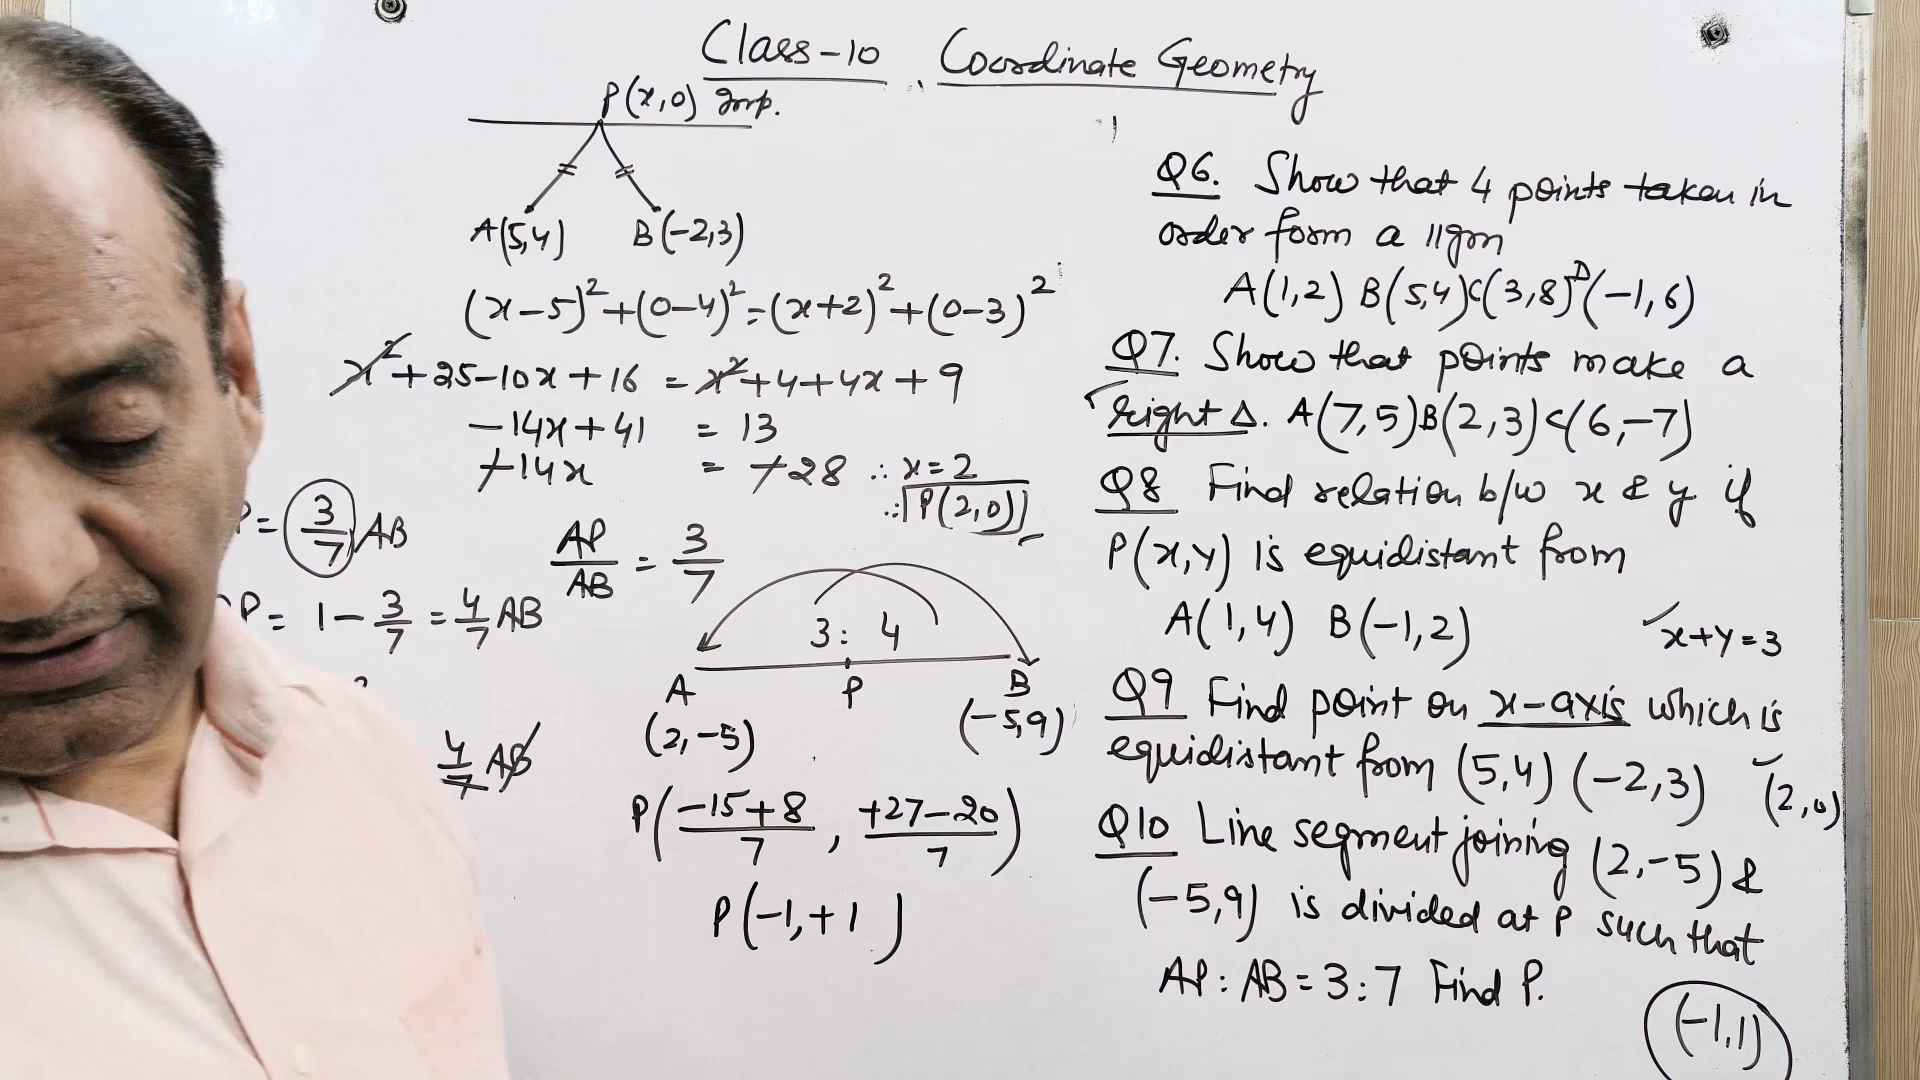 Class-10 Coordinate Geometry
P(x,0) Imp.
A(5,4) B(-2,3)
(x-5)²+(0-4)²=(x+2)²+(0-3)²
x²+25-10x+16 = x²+4+4x+9
-14x+41 = 13
-14x = -28 ∴ x=2
∴ P(2,0)
P= 3/7 AB
P= 1-3/7 = 4/7 AB
4/7 AB
AP/AB = 3/7
3: 4
A P B
(2,-5) (-5,9)
P(-15+8/7, +27-20/7)
P(-1,+1)
Q6. Show that 4 points taken in
order form a ||gm
A(1,2) B(5,4) C(3,8) D(-1,6)
Q7. Show that points make a
right Δ. A(7,5) B(2,3) C(6,-7)
Q8 Find relation b/w x & y if
P(x,y) is equidistant from
A(1,4) B(-1,2) x+y=3
Q9 Find point on x-axis which is
equidistant from (5,4) (-2,3) (2,0)
Q10 Line segment joining (2,-5) &
(-5,9) is divided at P such that
AP:AB=3:7 Find P.
(-1,1)